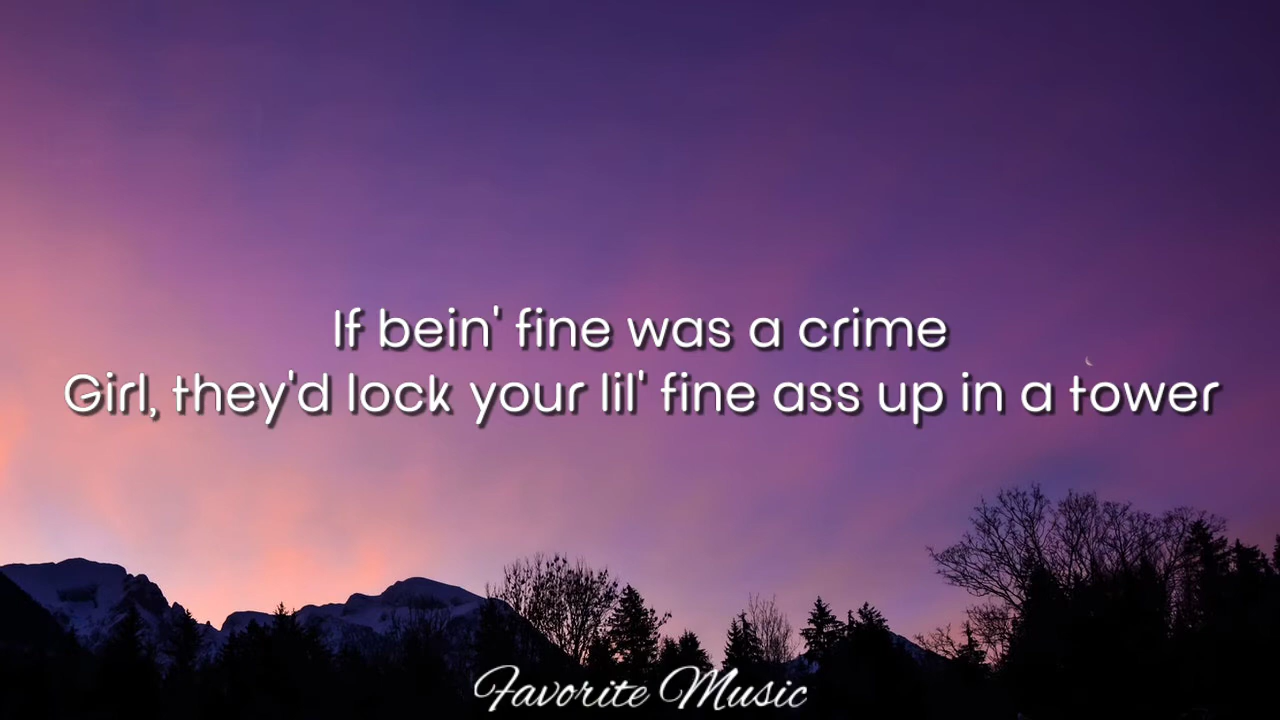 If bein' fine was a crime
Girl, they'd lock your lil' fine ass up in a tower
Favorite Music